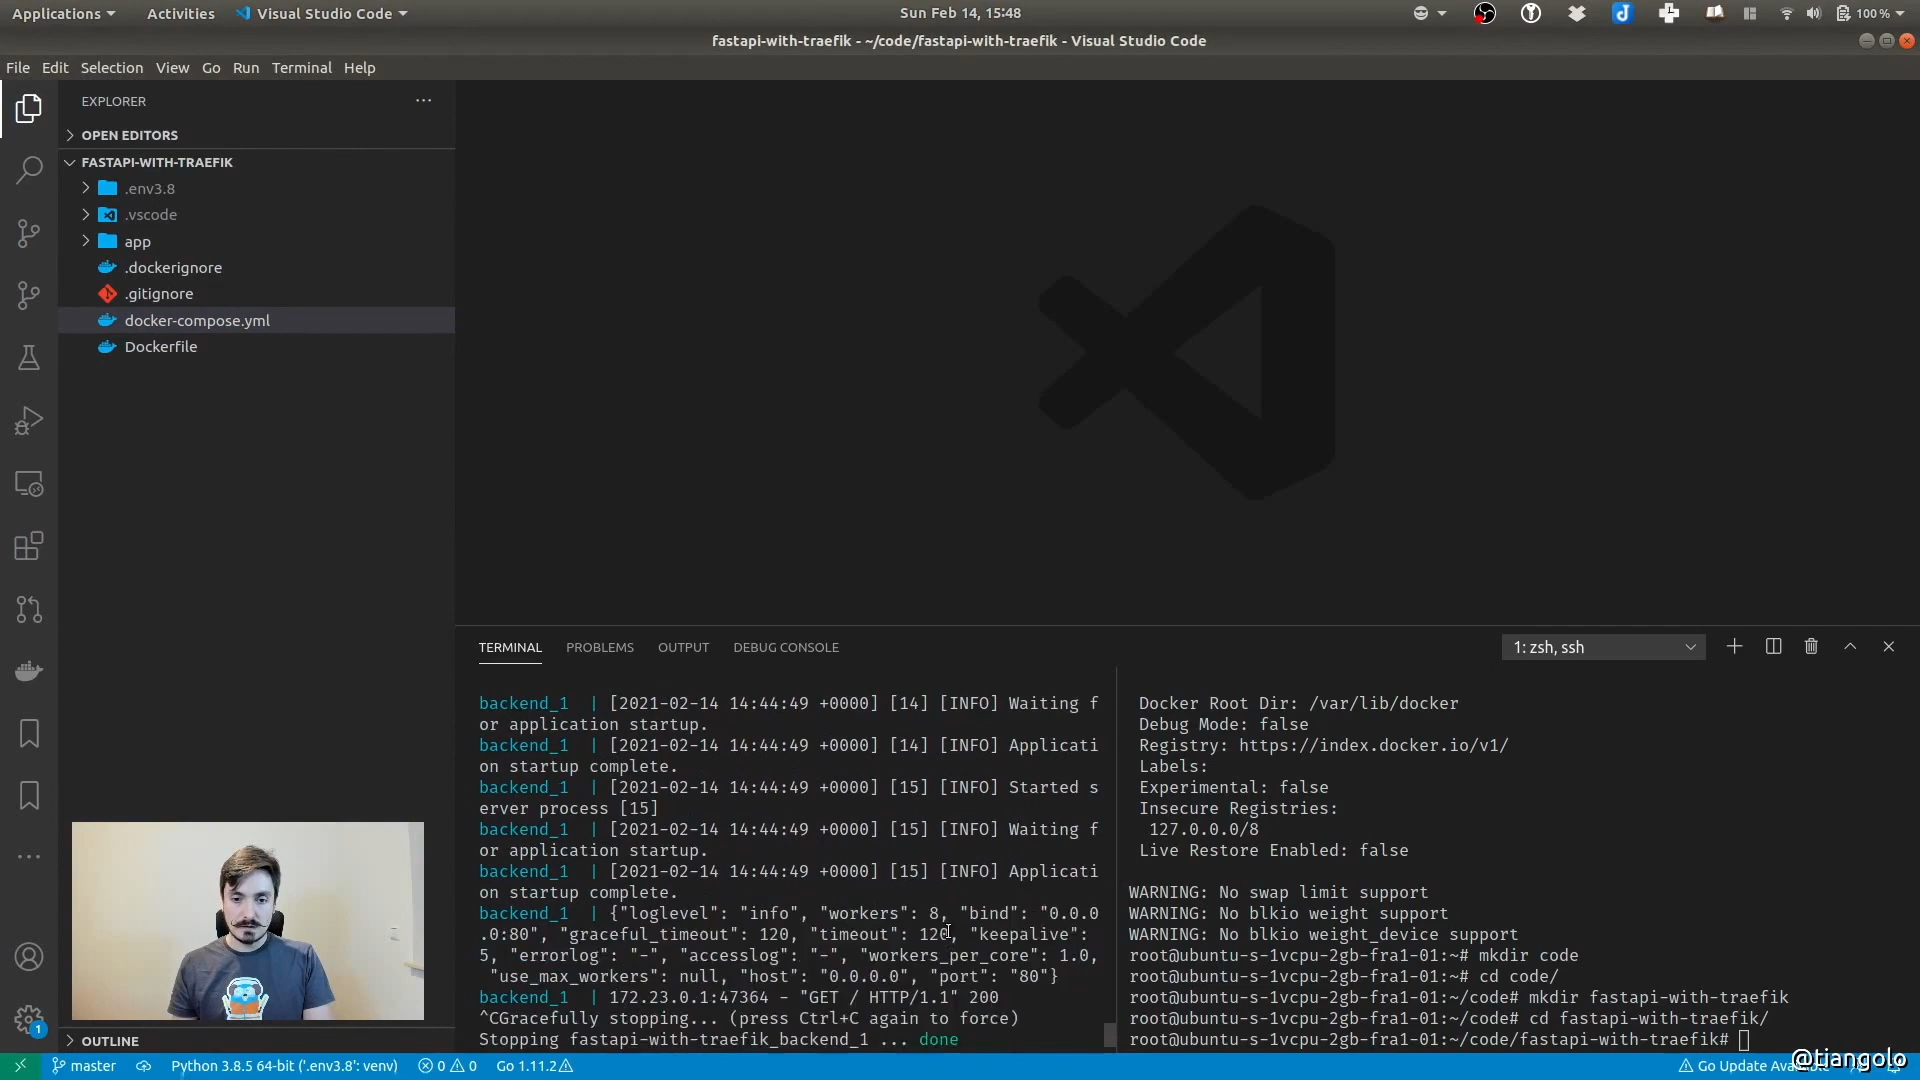 Applications
Activities
Visual Studio Code
Sun Feb 14, 15:48
100 %
fastapi-with-traefik - ~/code/fastapi-with-traefik - Visual Studio Code
File Edit Selection View Go Run Terminal Help
EXPLORER
OPEN EDITORS
FASTAPI-WITH-TRAEFIK
.env3.8
.vscode
app
.dockerignore
.gitignore
docker-compose.yml
Dockerfile
OUTLINE
TERMINAL PROBLEMS OUTPUT DEBUG CONSOLE
1: zsh, ssh
backend_1  | [2021-02-14 14:44:49 +0000] [14] [INFO] Waiting f
or application startup.
backend_1  | [2021-02-14 14:44:49 +0000] [14] [INFO] Applicati
on startup complete.
backend_1  | [2021-02-14 14:44:49 +0000] [15] [INFO] Started s
erver process [15]
backend_1  | [2021-02-14 14:44:49 +0000] [15] [INFO] Waiting f
or application startup.
backend_1  | [2021-02-14 14:44:49 +0000] [15] [INFO] Applicati
on startup complete.
backend_1  | {"loglevel": "info", "workers": 8, "bind": "0.0.0
.0:80", "graceful_timeout": 120, "timeout": 120, "keepalive":
5, "errorlog": "-", "accesslog": "-", "workers_per_core": 1.0,
"use_max_workers": null, "host": "0.0.0.0", "port": "80"}
backend_1  | 172.23.0.1:47364 - "GET / HTTP/1.1" 200
^CGracefully stopping... (press Ctrl+C again to force)
Stopping fastapi-with-traefik_backend_1 ... done
Docker Root Dir: /var/lib/docker
Debug Mode: false
Registry: https://index.docker.io/v1/
Labels:
Experimental: false
Insecure Registries:
127.0.0.0/8
Live Restore Enabled: false
WARNING: No swap limit support
WARNING: No blkio weight support
WARNING: No blkio weight_device support
root@ubuntu-s-1vcpu-2gb-fra1-01:~# mkdir code
root@ubuntu-s-1vcpu-2gb-fra1-01:~# cd code/
root@ubuntu-s-1vcpu-2gb-fra1-01:~/code# mkdir fastapi-with-traefik
root@ubuntu-s-1vcpu-2gb-fra1-01:~/code# cd fastapi-with-traefik/
root@ubuntu-s-1vcpu-2gb-fra1-01:~/code/fastapi-with-traefik#
1
master
Python 3.8.5 64-bit ('.env3.8': venv)
0 0
Go 1.11.2
Go Update Available
@tiangolo